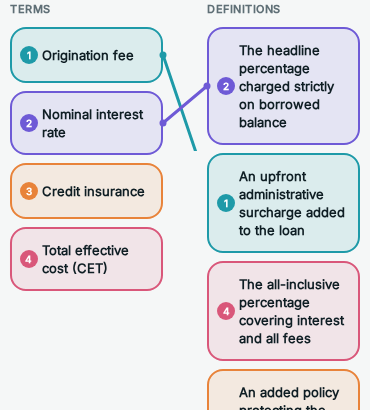 TERMS
DEFINITIONS
1 Origination fee
2 Nominal interest
rate
3 Credit insurance
4 Total effective
cost (CET)
The headline
percentage
2 charged strictly
on borrowed
balance
An upfront
1 administrative
surcharge added
to the loan
The all-inclusive
4 percentage
covering interest
and all fees
An added policy
protecting the